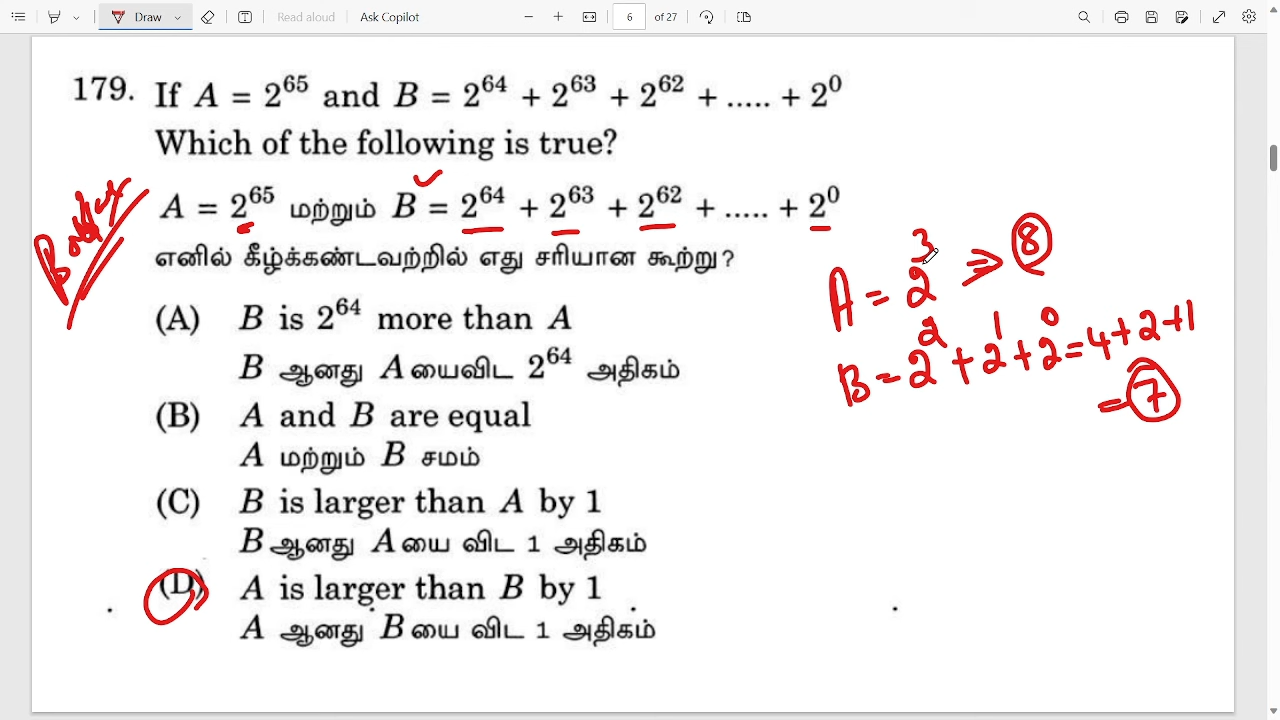 Draw
Read aloud
Ask Copilot
6
of 27
179. If A = 2^65 and B = 2^64 + 2^63 + 2^62 + ..... + 2^0
Which of the following is true?
A = 2^65 மற்றும் B = 2^64 + 2^63 + 2^62 + ..... + 2^0
எனில் கீழ்க்கண்டவற்றில் எது சரியான கூற்று?
(A) B is 2^64 more than A
B ஆனது A யைவிட 2^64 அதிகம்
(B) A and B are equal
A மற்றும் B சமம்
(C) B is larger than A by 1
B ஆனது A யை விட 1 அதிகம்
(D) A is larger than B by 1
A ஆனது B யை விட 1 அதிகம்
A = 2^3 => 8
B = 2^2 + 2^1 + 2^0 = 4+2+1
= 7